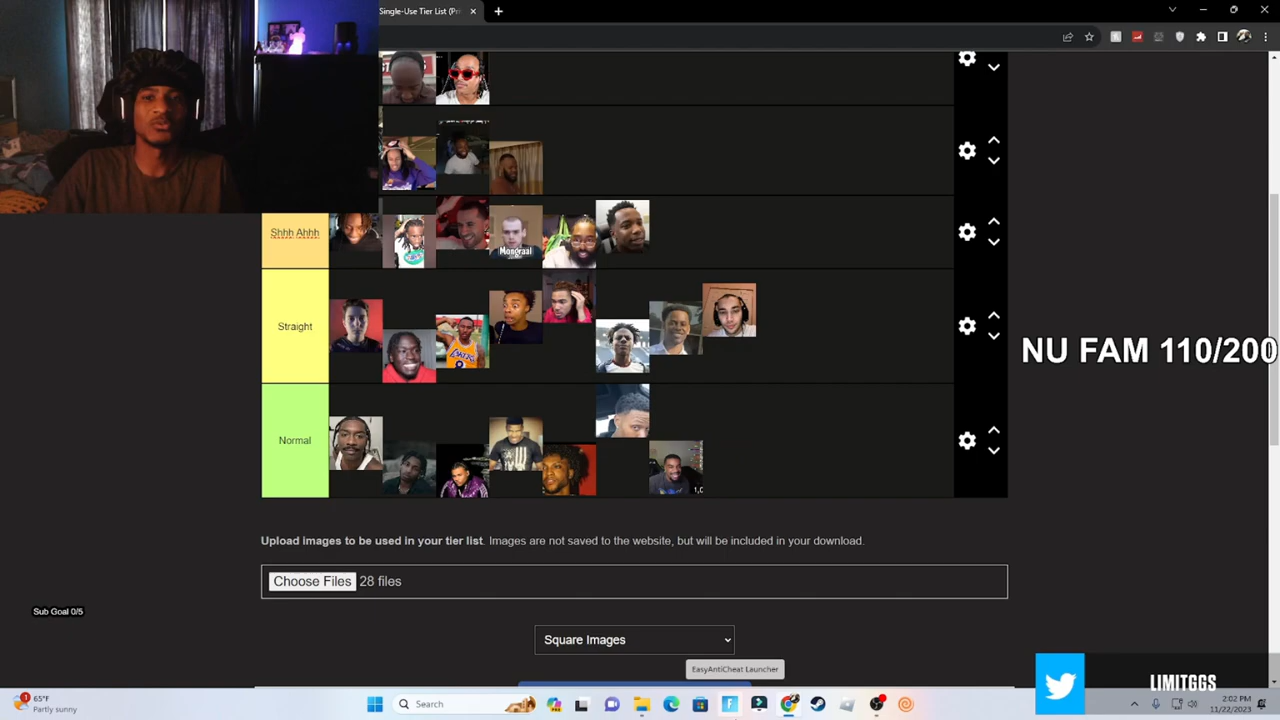 Single-Use Tier List (Pri
Shhh Ahhh
Mongraal
Straight
NU FAM 110/200
Normal
Upload images to be used in your tier list. Images are not saved to the website, but will be included in your download.
Choose Files 28 files
Sub Goal 0/5
Square Images
EasyAntiCheat Launcher
LIMITGGS
65°F
Partly sunny
Search
2:02 PM
11/22/2023